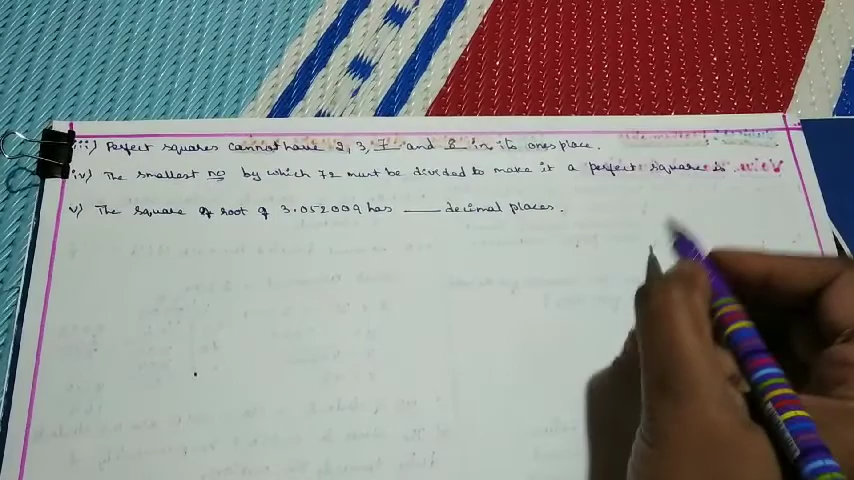 iii) Perfect squares cannot have 2, 3, 7 and 8 in its ones place.
iv) The smallest no by which 72 must be divided to make it a perfect square is
v) The square of root of 3.052009 has ___ decimal places.